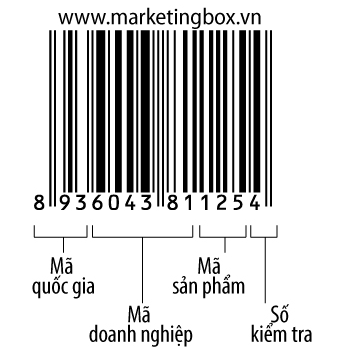 www.marketingbox.vn
8 936043 811254
Mã
quốc gia
Mã
doanh nghiệp
Mã
sản phẩm
Số
kiểm tra